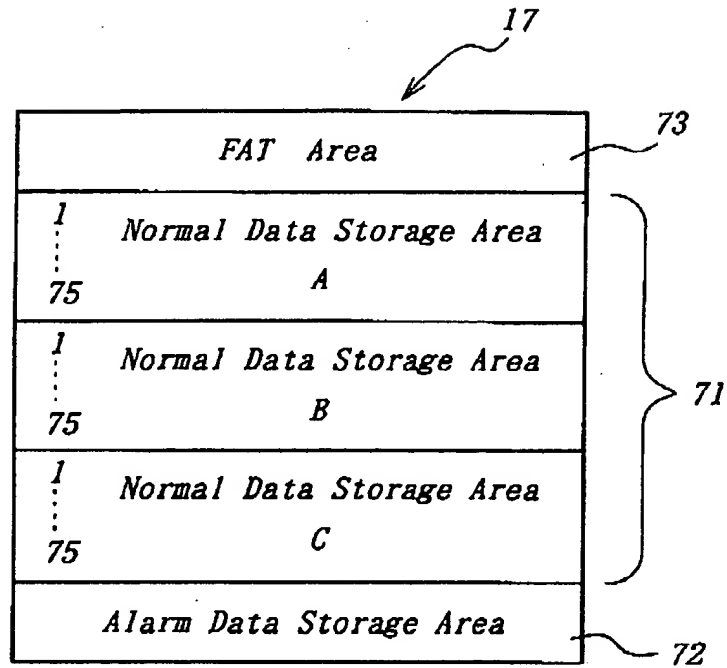 17
FAT Area
73
1
Normal Data Storage Area
A
75
1
Normal Data Storage Area
B
75
71
1
Normal Data Storage Area
C
75
Alarm Data Storage Area
72